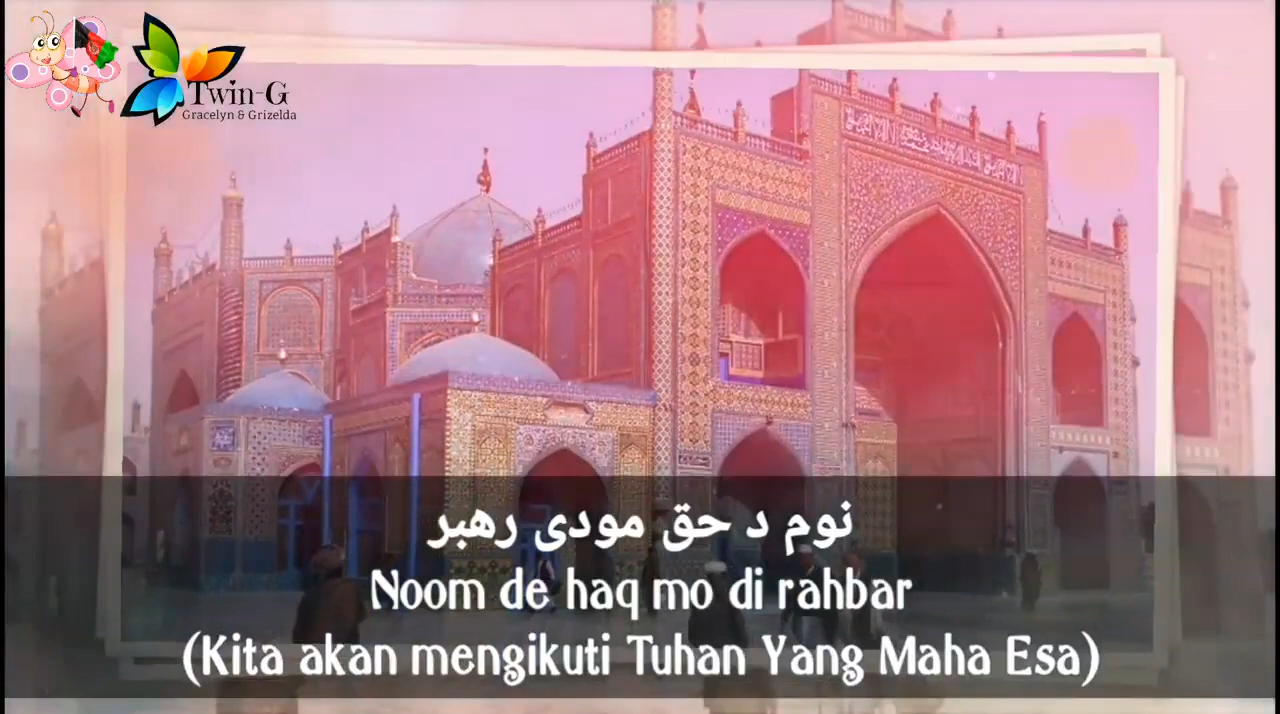 Twin-G
Gracelyn & Grizelda
نوم د حق مودی رهبر
Noom de haq mo di rahbar
(Kita akan mengikuti Tuhan Yang Maha Esa)